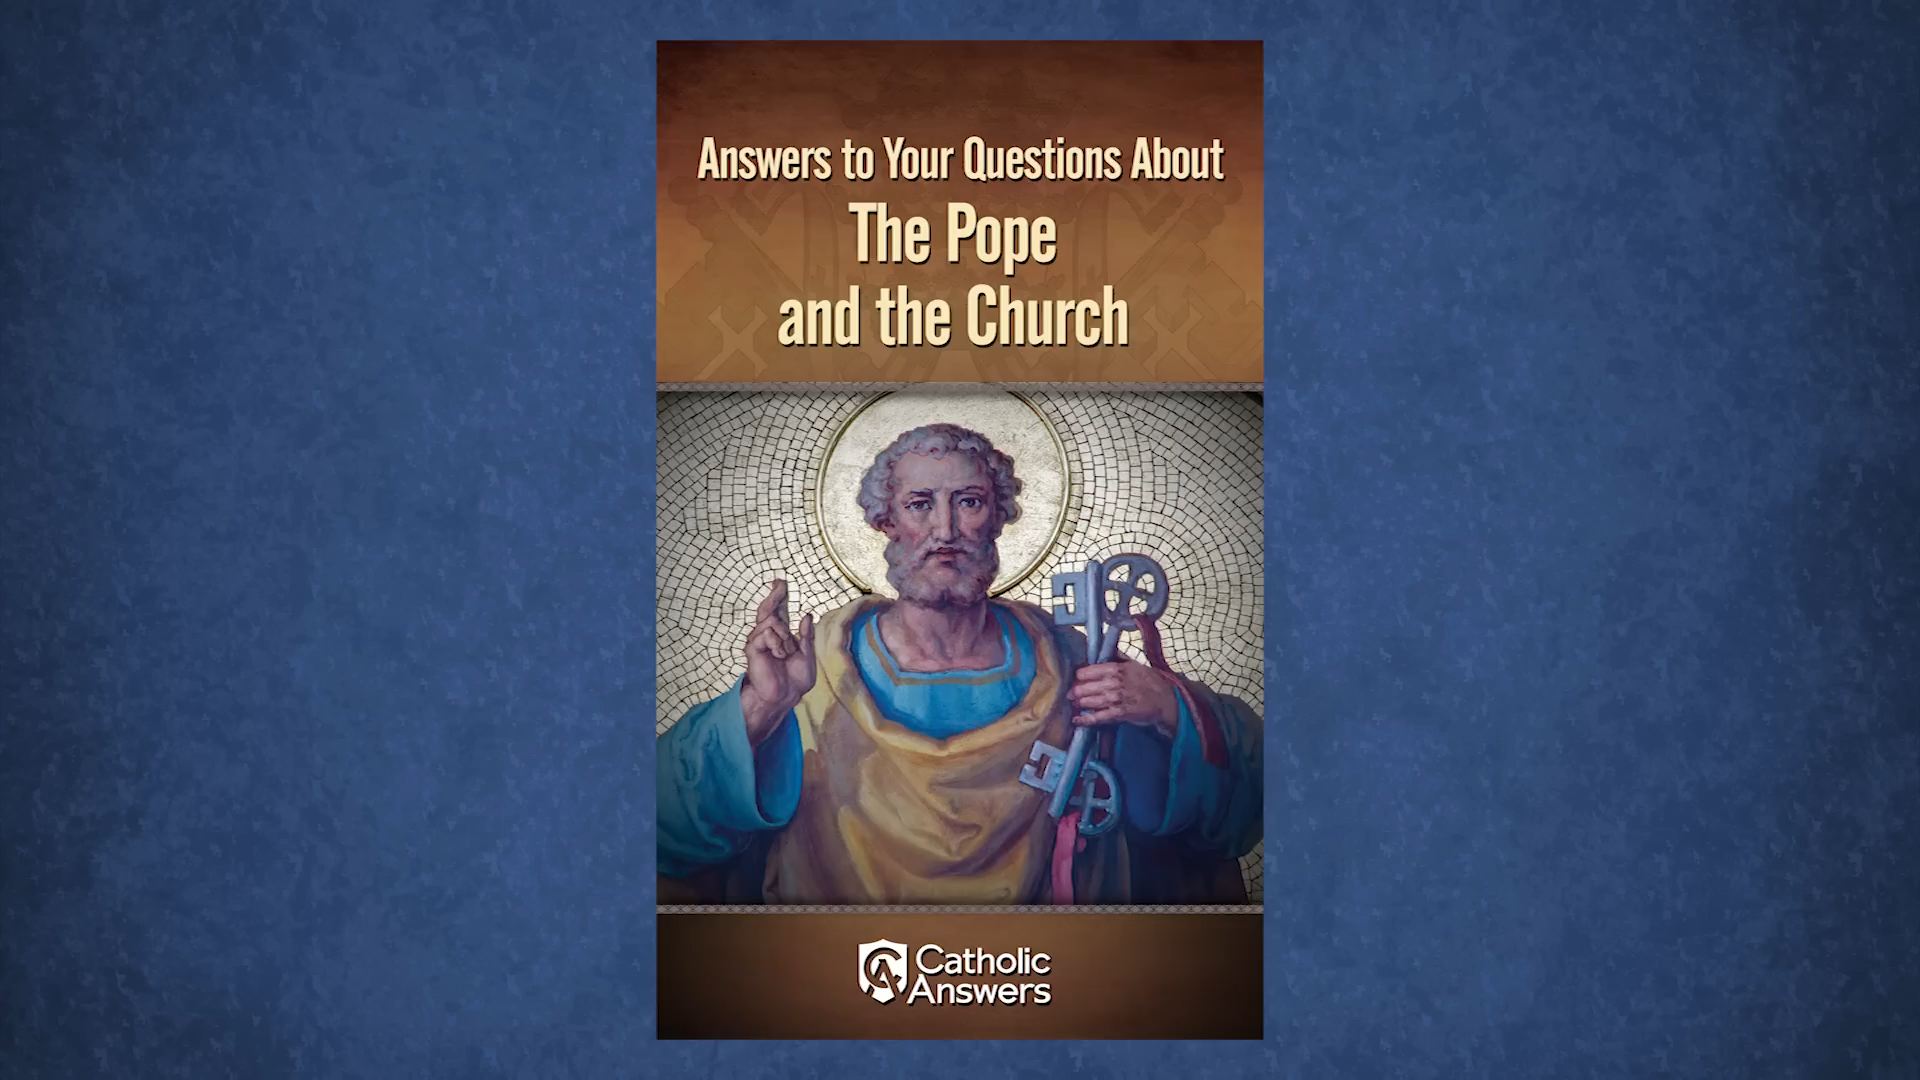 Answers to Your Questions About
The Pope
and the Church
Catholic
Answers